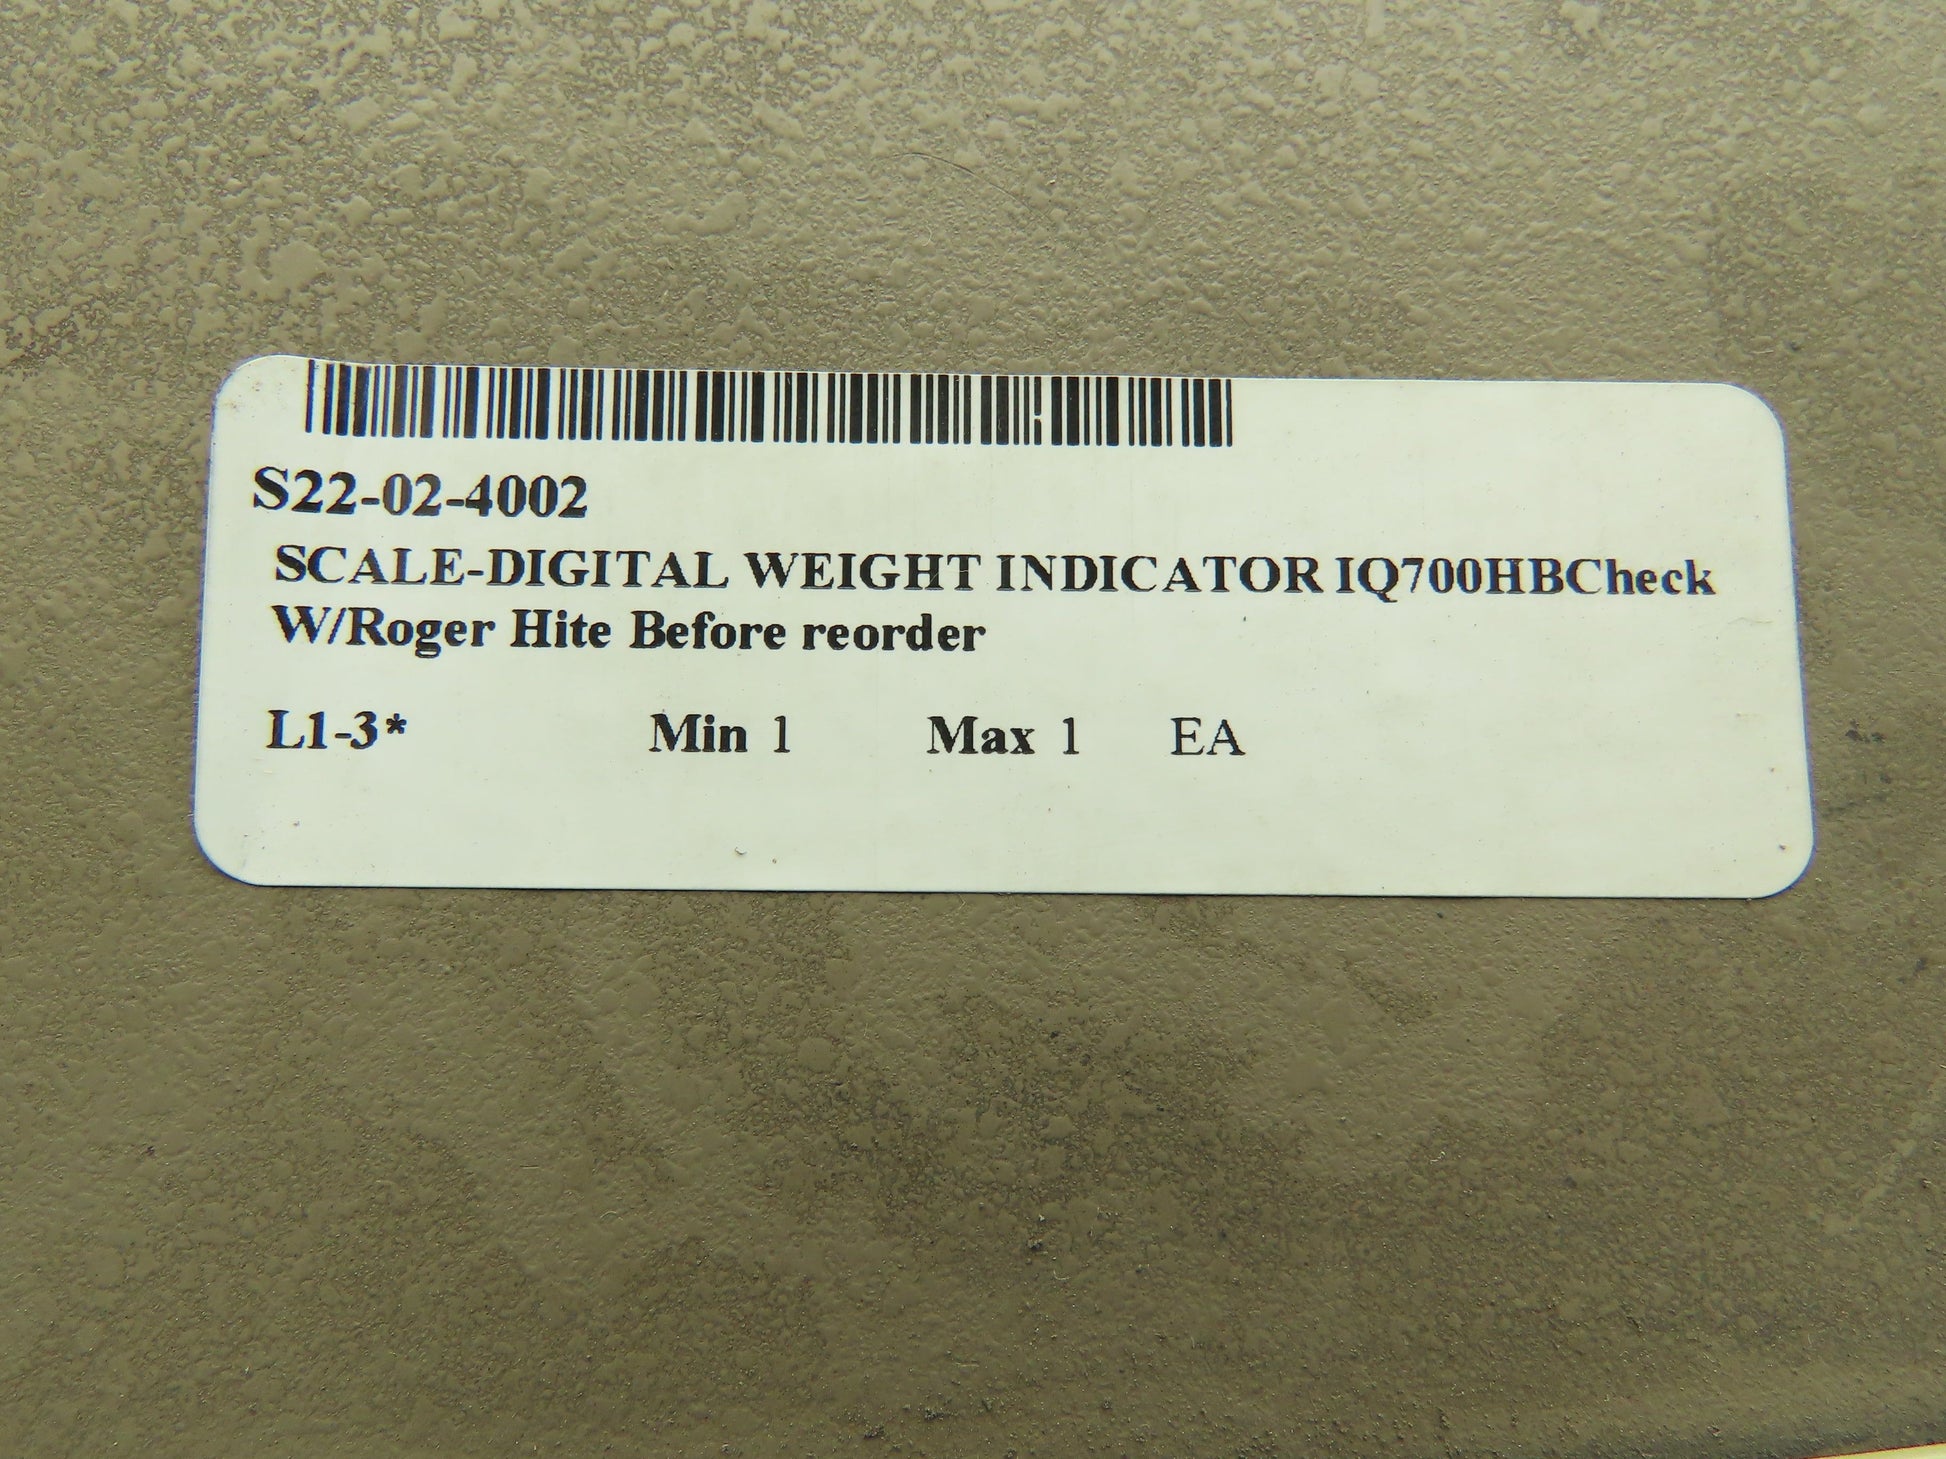 S22-02-4002
SCALE-DIGITAL WEIGHT INDICATOR IQ700HBCheck
W/Roger Hite Before reorder
L1-3* Min 1 Max 1 EA